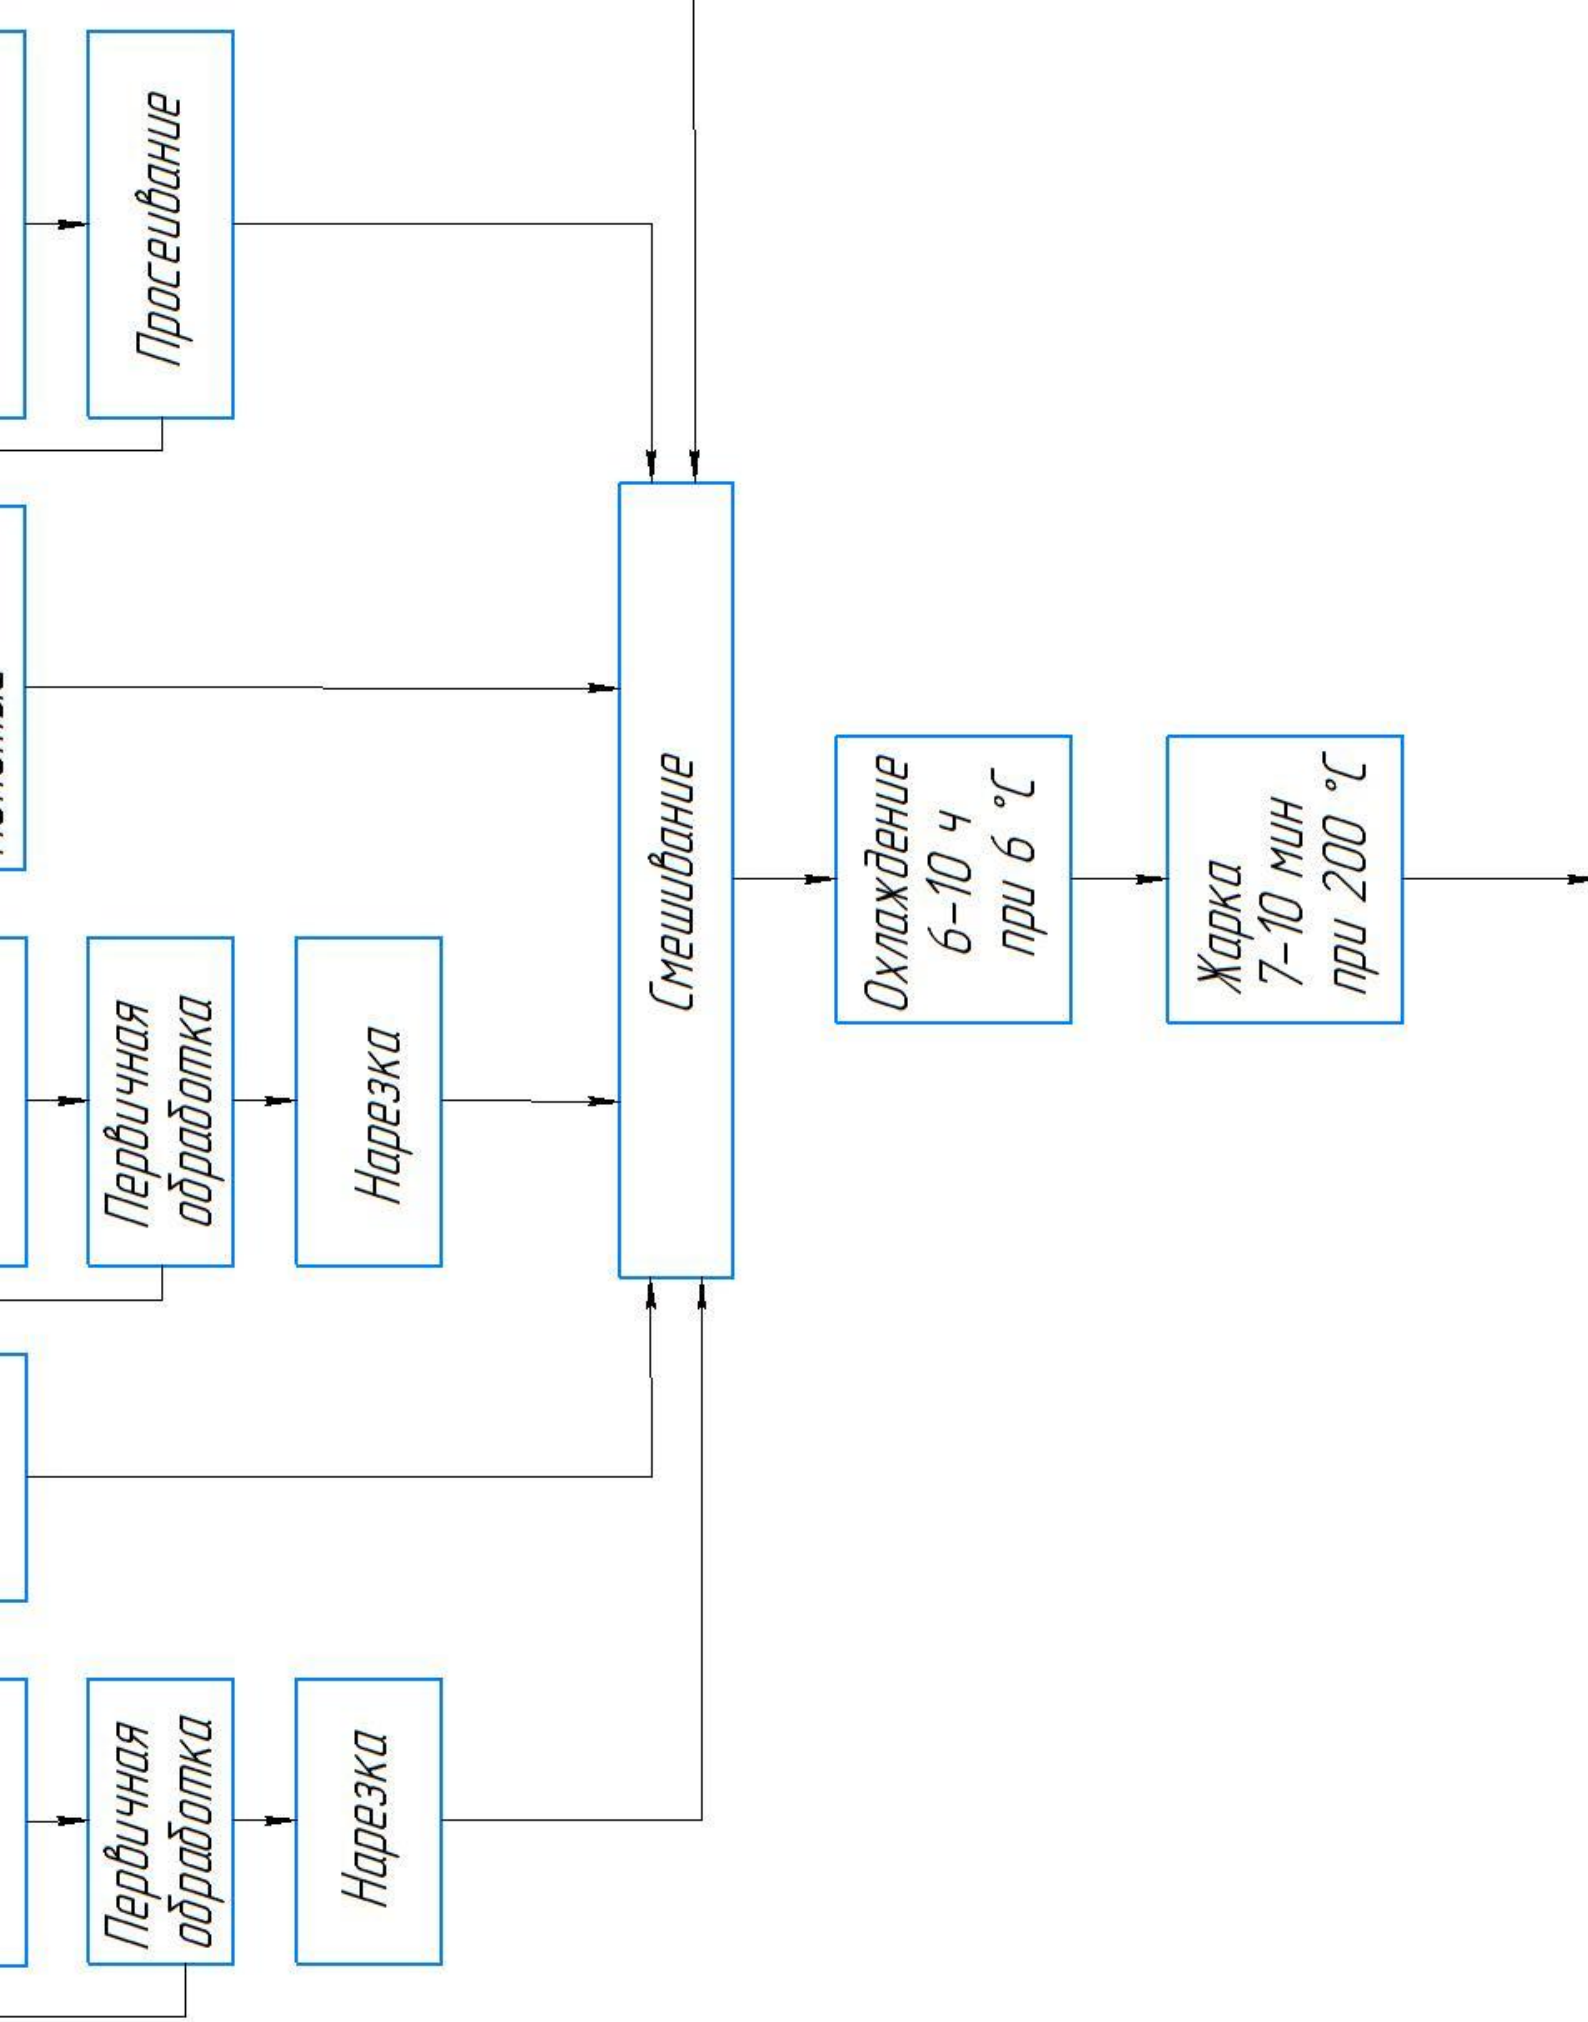 Первичная
обработка
Нарезка
Первичная
обработка
Нарезка
Просеивание
Смешивание
Охлаждение
6-10 ч
при 6 °С
Жарка
7-10 мин
при 200 °С